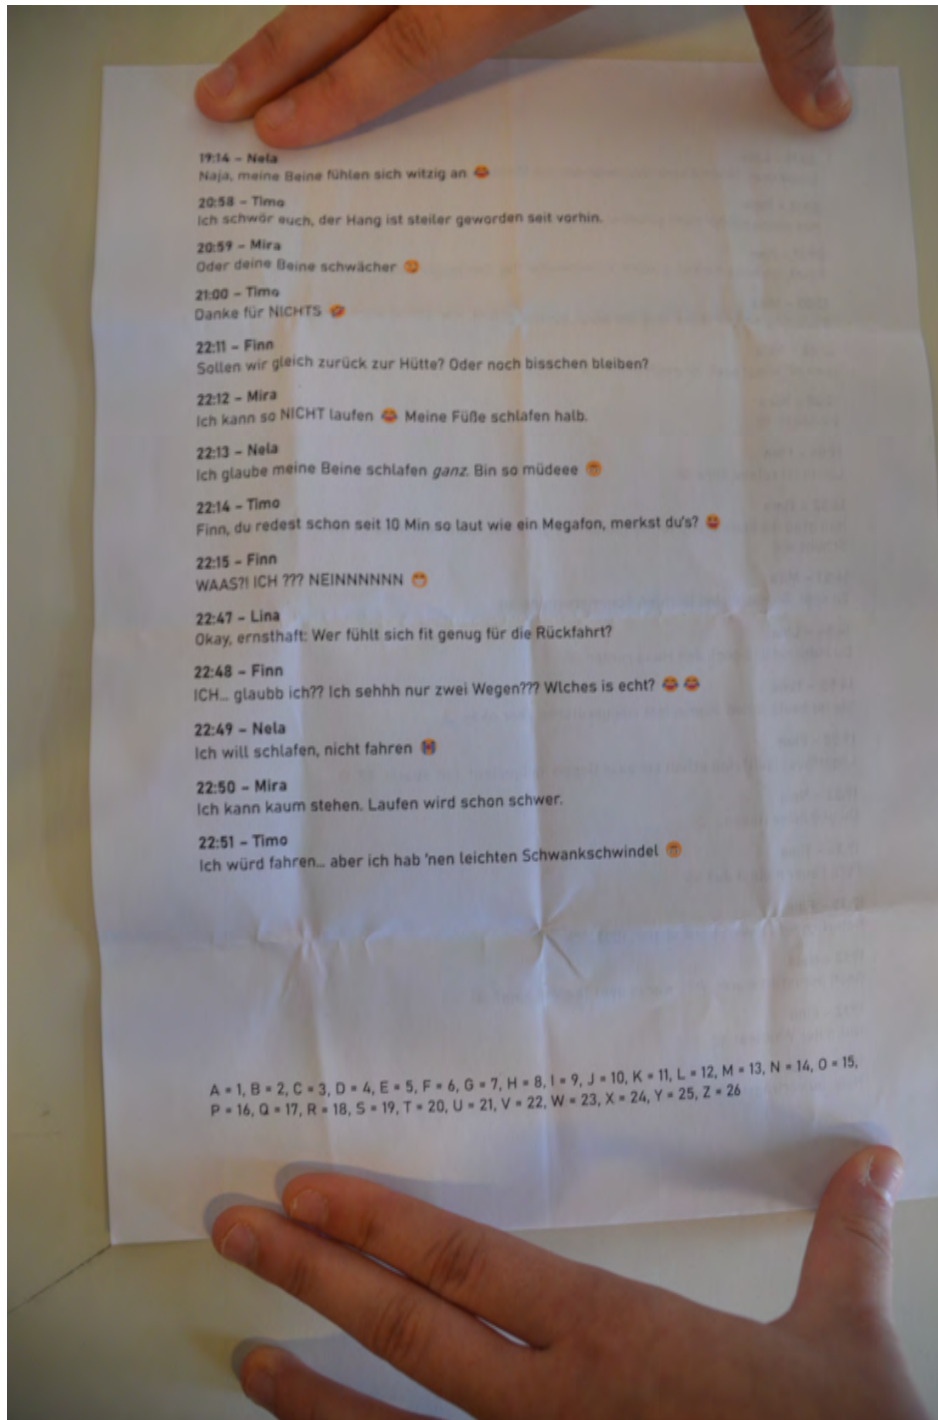 19:14 – Nela
Naja, meine Beine fühlen sich witzig an 😂
20:58 – Timo
Ich schwör euch, der Hang ist steiler geworden seit vorhin.
20:59 – Mira
Oder deine Beine schwächer
21:00 – Timo
Danke für NICHTS
22:11 – Finn
Sollen wir gleich zurück zur Hütte? Oder noch bisschen bleiben?
22:12 – Mira
Ich kann so NICHT laufen 😂 Meine Füße schlafen halb.
22:13 – Nela
Ich glaube meine Beine schlafen ganz. Bin so müdeee
22:14 – Timo
Finn, du redest schon seit 10 Min so laut wie ein Megafon, merkst du's?
22:15 – Finn
WAAS?! ICH ??? NEINNNNNN
22:47 – Lina
Okay, ernsthaft: Wer fühlt sich fit genug für die Rückfahrt?
22:48 – Finn
ICH... glaubb ich?? Ich sehhh nur zwei Wegen??? Wlches is echt? 😂 😂
22:49 – Nela
Ich will schlafen, nicht fahren
22:50 – Mira
Ich kann kaum stehen. Laufen wird schon schwer.
22:51 – Timo
Ich würd fahren... aber ich hab 'nen leichten Schwankschwindel
A = 1, B = 2, C = 3, D = 4, E = 5, F = 6, G = 7, H = 8, I = 9, J = 10, K = 11, L = 12, M = 13, N = 14, O = 15,
P = 16, Q = 17, R = 18, S = 19, T = 20, U = 21, V = 22, W = 23, X = 24, Y = 25, Z = 26